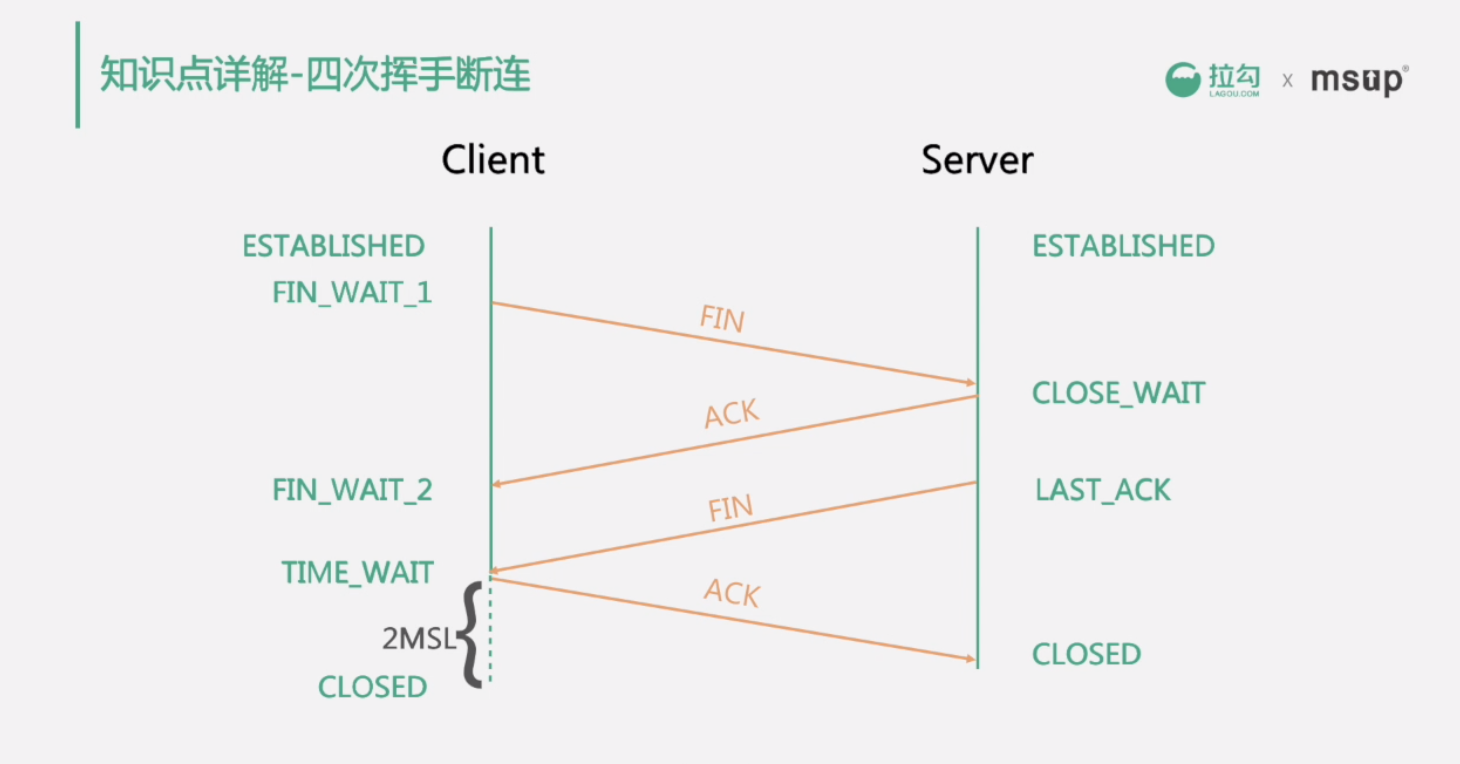 知识点详解-四次挥手断连
拉勾
LAGOU.COM
x
msup®
Client
Server
ESTABLISHED
ESTABLISHED
FIN_WAIT_1
FIN
CLOSE_WAIT
ACK
FIN_WAIT_2
LAST_ACK
FIN
TIME_WAIT
ACK
2MSL
CLOSED
CLOSED